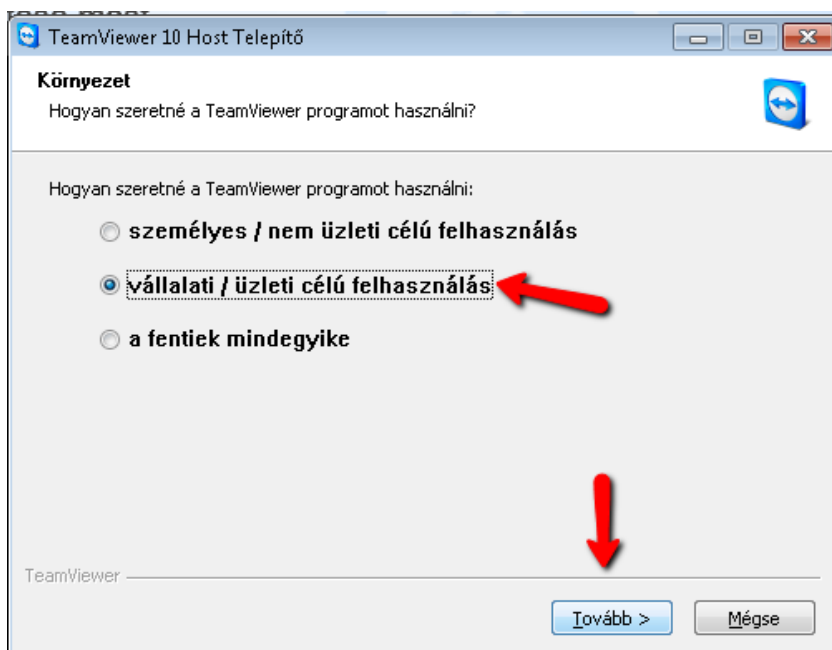 TeamViewer 10 Host Telepítő
Környezet
Hogyan szeretné a TeamViewer programot használni?
Hogyan szeretné a TeamViewer programot használni:
személyes / nem üzleti célú felhasználás
vállalati / üzleti célú felhasználás
a fentiek mindegyike
TeamViewer
Tovább >
Mégse